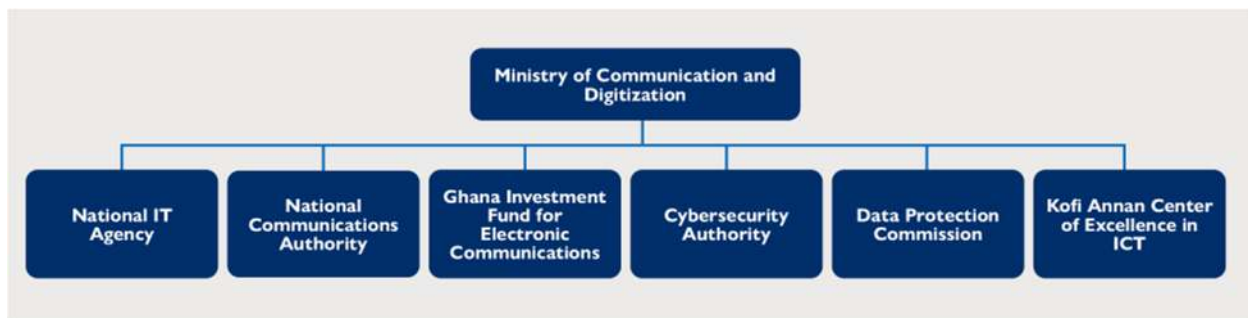 Ministry of Communication and
Digitization
National IT
Agency
National
Communications
Authority
Ghana Investment
Fund for
Electronic
Communications
Cybersecurity
Authority
Data Protection
Commission
Kofi Annan Center
of Excellence in
ICT